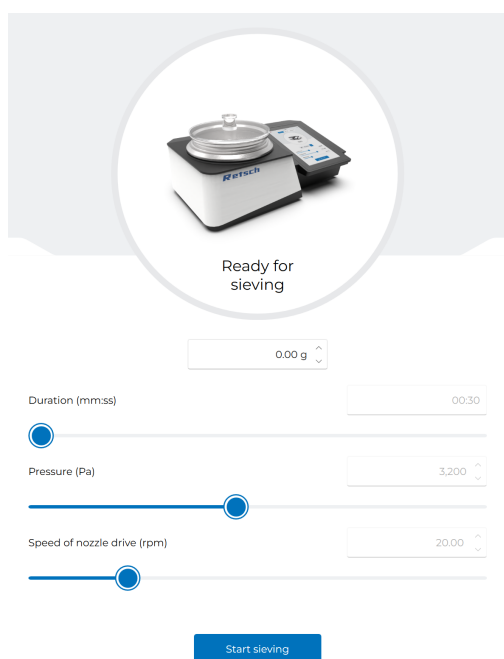 Retsch
Ready for
sieving
0.00 g
Duration (mm:ss)
00:30
Pressure (Pa)
3,200
Speed of nozzle drive (rpm)
20.00
Start sieving